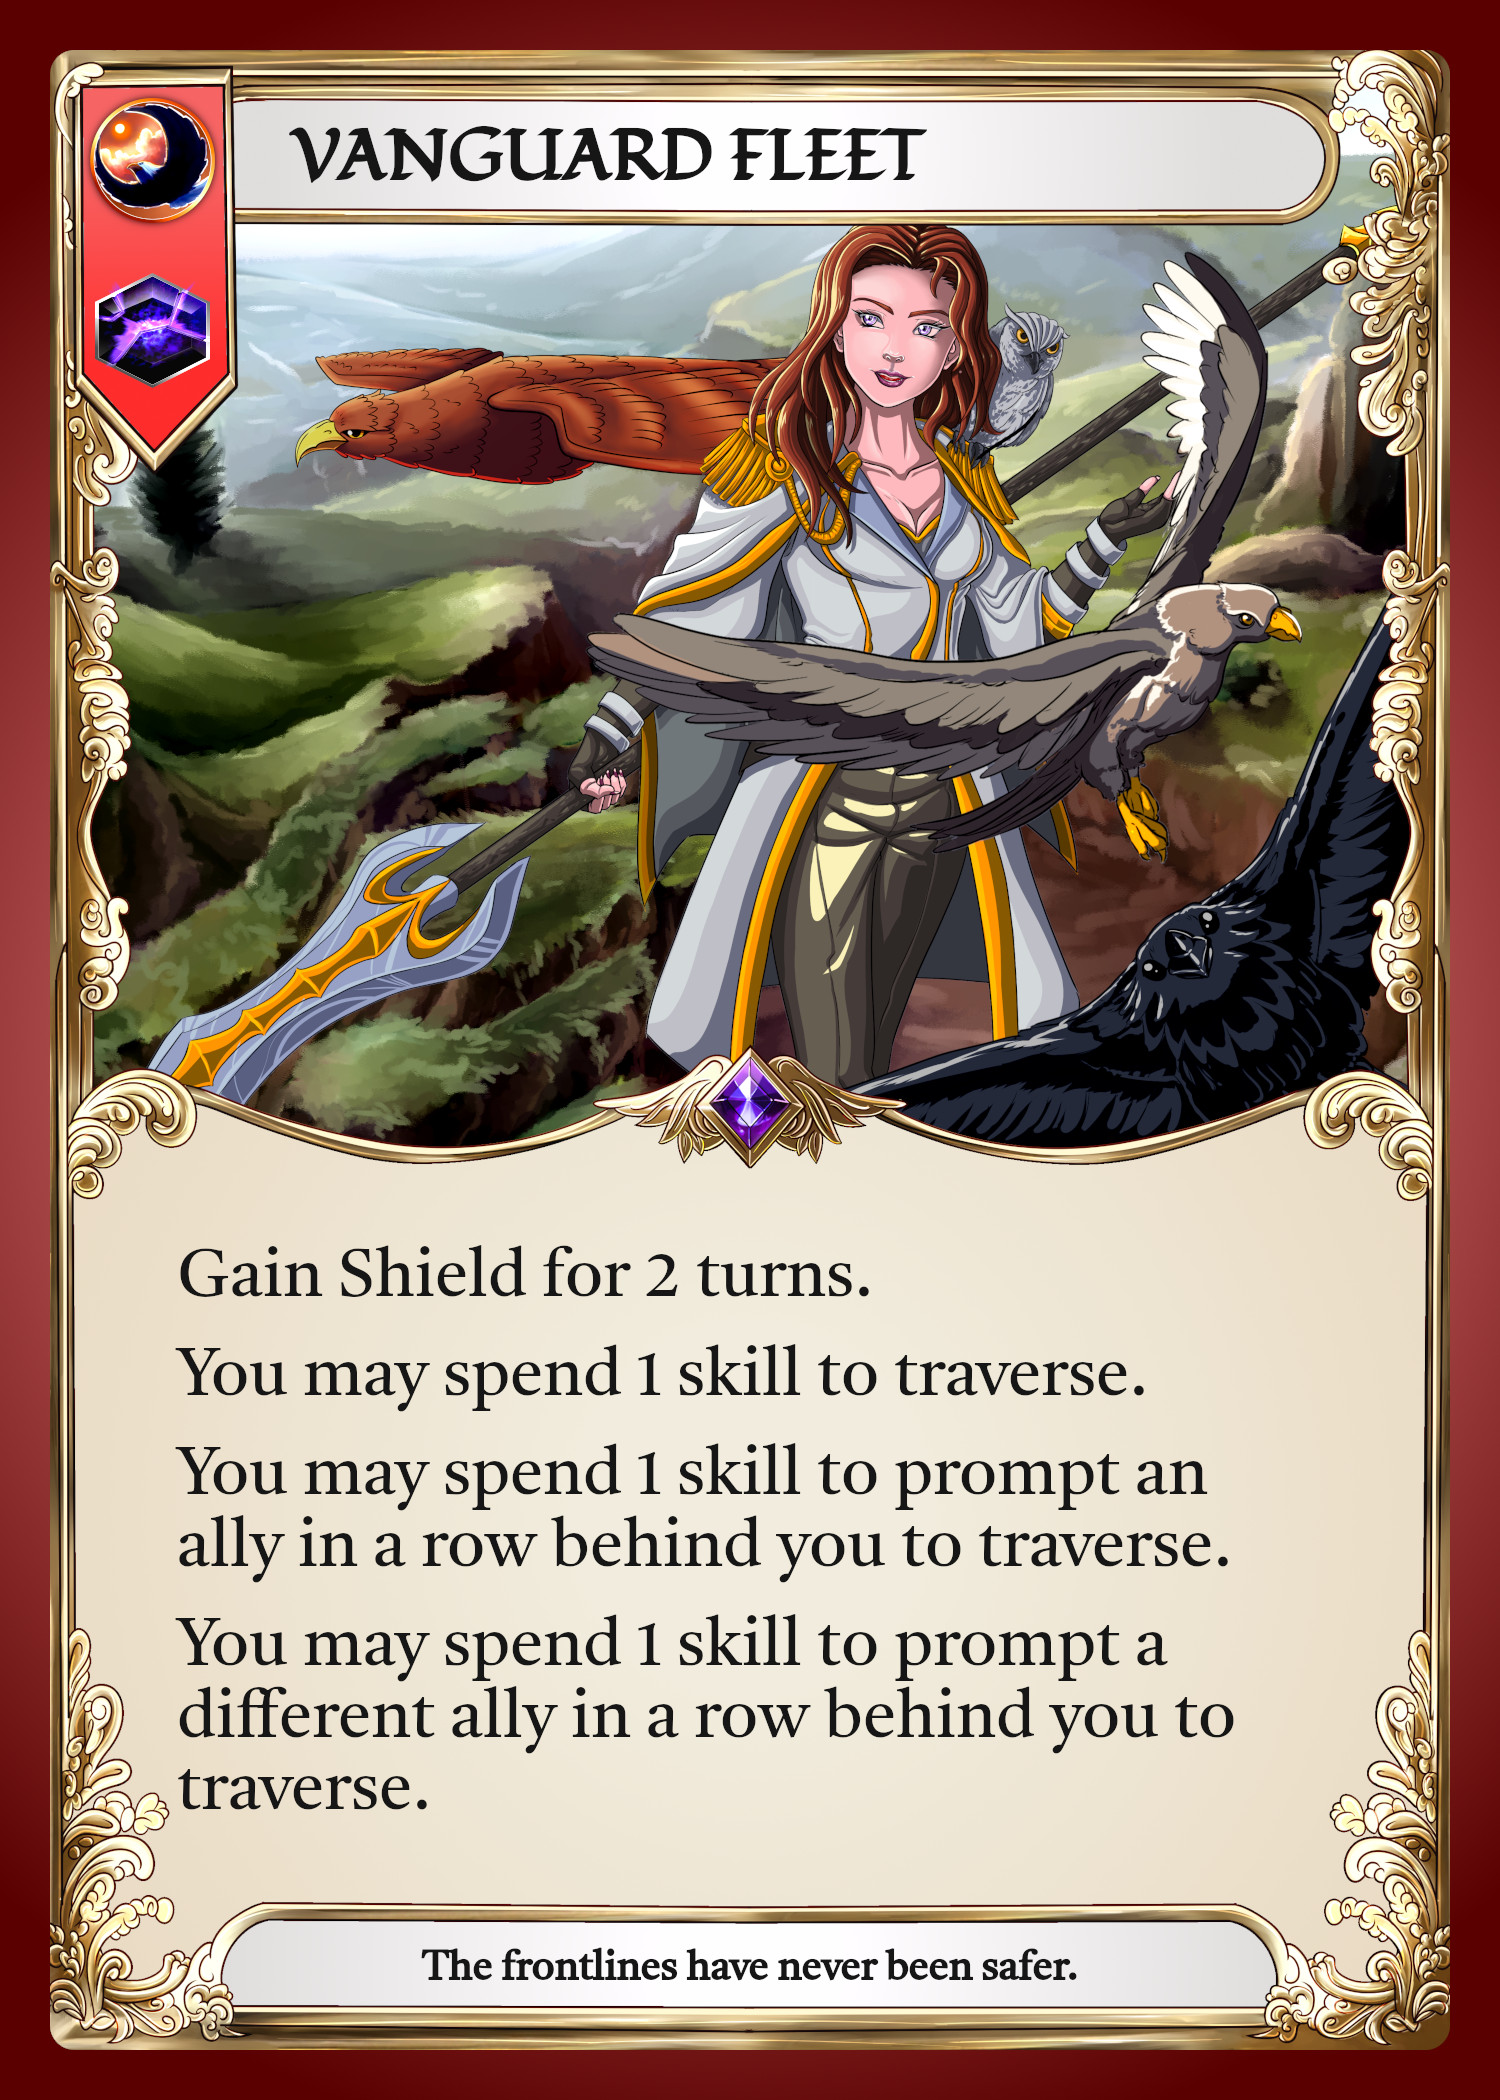 VANGUARD FLEET
Gain Shield for 2 turns.
You may spend 1 skill to traverse.
You may spend 1 skill to prompt an
ally in a row behind you to traverse.
You may spend 1 skill to prompt a
different ally in a row behind you to
traverse.
The frontlines have never been safer.